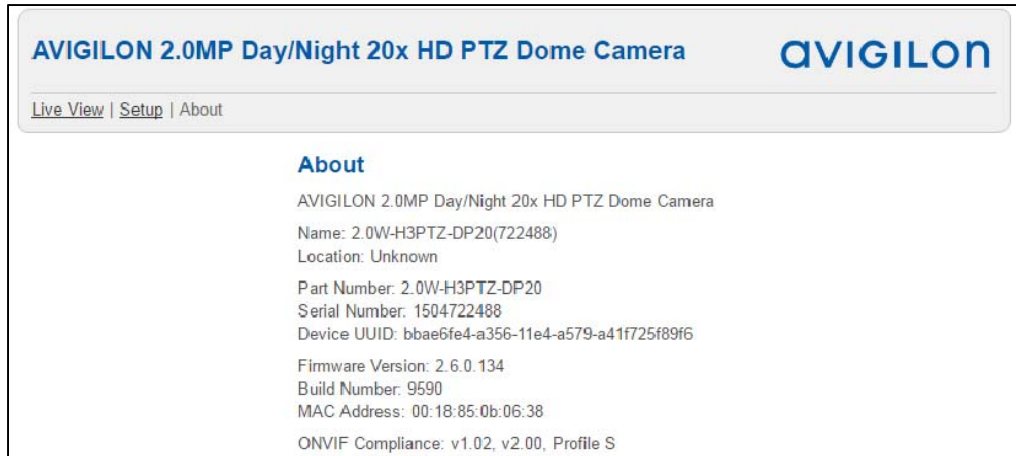 AVIGILON 2.0MP Day/Night 20x HD PTZ Dome Camera
aVIGILON
Live View | Setup | About
About
AVIGILON 2.0MP Day/Night 20x HD PTZ Dome Camera
Name: 2.0W-H3PTZ-DP20(722488)
Location: Unknown
Part Number: 2.0W-H3PTZ-DP20
Serial Number: 1504722488
Device UUID: bbae6fe4-a356-11e4-a579-a41f725f89f6
Firmware Version: 2.6.0.134
Build Number: 9590
MAC Address: 00:18:85:0b:06:38
ONVIF Compliance: v1.02, v2.00, Profile S